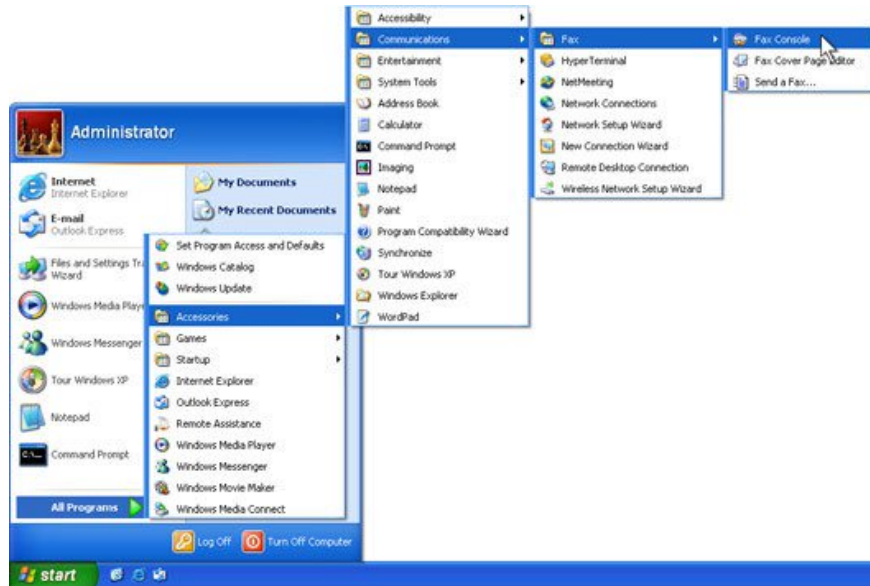 Administrator
Internet
Internet Explorer
E-mail
Outlook Express
Files and Settings Tra
Wizard
Windows Media Playe
Windows Messenger
Tour Windows XP
Notepad
Command Prompt
All Programs
My Documents
My Recent Documents
Set Program Access and Defaults
Windows Catalog
Windows Update
Accessories
Games
Startup
Internet Explorer
Outlook Express
Remote Assistance
Windows Media Player
Windows Messenger
Windows Movie Maker
Windows Media Connect
Accessibility
Communications
Entertainment
System Tools
Address Book
Calculator
Command Prompt
Imaging
Notepad
Paint
Program Compatibility Wizard
Synchronize
Tour Windows XP
Windows Explorer
WordPad
Fax
HyperTerminal
NetMeeting
Network Connections
Network Setup Wizard
New Connection Wizard
Remote Desktop Connection
Wireless Network Setup Wizard
Fax Console
Fax Cover Page Editor
Send a Fax...
Log Off
Turn Off Computer
start